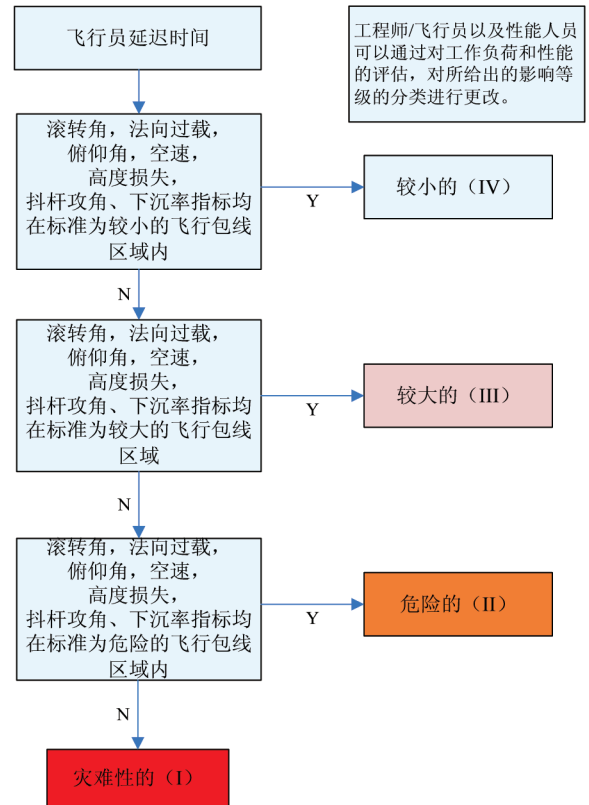 飞行员延迟时间
工程师/飞行员以及性能人员
可以通过对工作负荷和性能
的评估，对所给出的影响等
级的分类进行更改。
滚转角，法向过载，
俯仰角，空速，
高度损失，
抖杆攻角、下沉率指标均
在标准为较小的飞行包线
区域内
Y
较小的（IV）
N
滚转角，法向过载，
俯仰角，空速，
高度损失，
抖杆攻角、下沉率指标均
在标准为较大的飞行包线
区域
Y
较大的（III）
N
滚转角，法向过载，
俯仰角，空速，
高度损失，
抖杆攻角、下沉率指标均
在标准为危险的飞行包线
区域内
Y
危险的（II）
N
灾难性的（I）